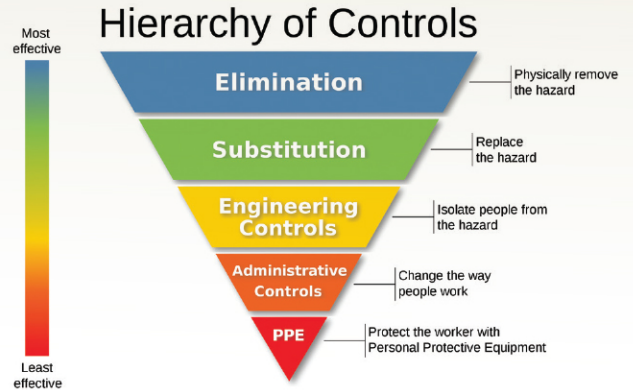 Hierarchy of Controls
Most
effective
Elimination
Physically remove
the hazard
Substitution
Replace
the hazard
Engineering
Controls
Isolate people from
the hazard
Administrative
Controls
Change the way
people work
PPE
Protect the worker with
Personal Protective Equipment
Least
effective